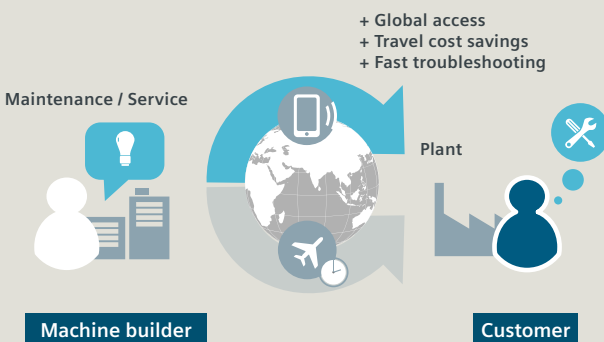 + Global access
+ Travel cost savings
+ Fast troubleshooting
Maintenance / Service
Plant
Machine builder
Customer